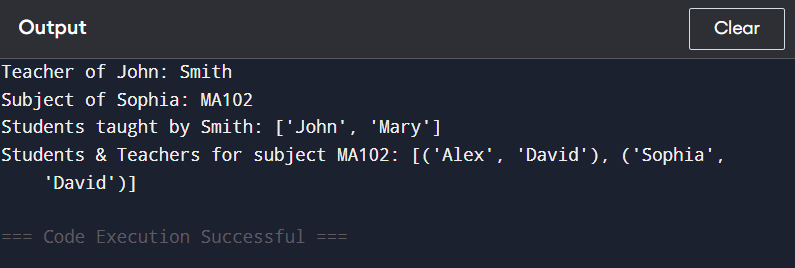 Output
Clear
Teacher of John: Smith
Subject of Sophia: MA102
Students taught by Smith: ['John', 'Mary']
Students & Teachers for subject MA102: [('Alex', 'David'), ('Sophia',
'David')]
=== Code Execution Successful ===